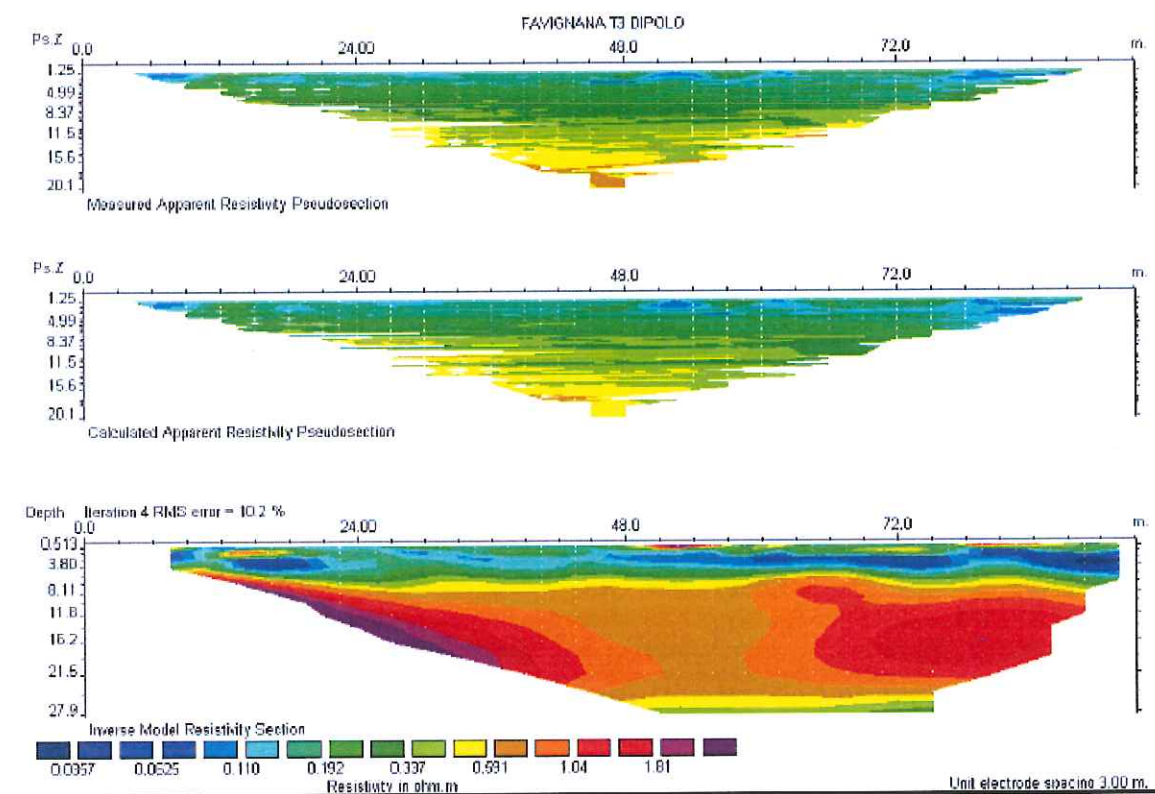 FAVIGNANA T3 DIPOLO
Ps.Z 0.0 24.00 48.0 72.0 m.
1.25
4.99
8.37
11.5
15.6
20.1
Measured Apparent Resistivity Pseudosection
Ps.Z 0.0 24.00 48.0 72.0 m.
1.25
4.99
8.37
11.5
15.6
20.1
Calculated Apparent Resistivity Pseudosection
Depth Iteration 4 RMS error = 10.2 %
0.0 24.00 48.0 72.0 m.
0.513
3.80
8.11
11.8
16.2
21.5
27.9
Inverse Model Resistivity Section
0.0357 0.0625 0.110 0.192 0.337 0.591 1.04 1.81
Resistivity in ohm.m
Unit electrode spacing 3.00 m.